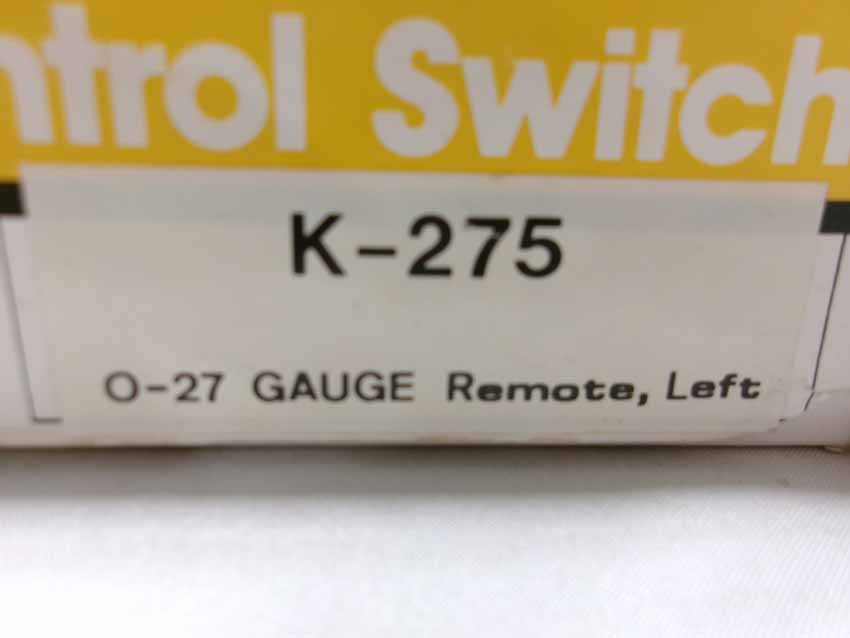 ntrol Switch
K-275
O-27 GAUGE Remote, Left